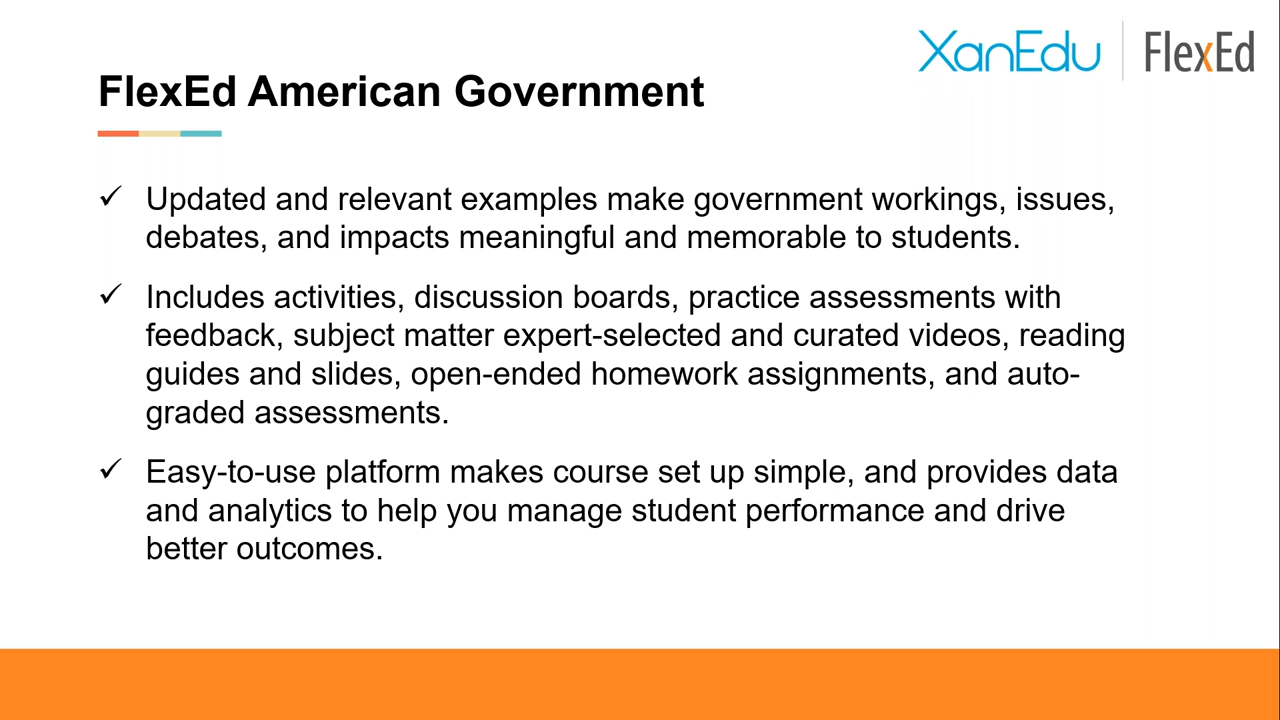 XanEdu | FlexEd
FlexEd American Government
✓ Updated and relevant examples make government workings, issues,
debates, and impacts meaningful and memorable to students.
✓ Includes activities, discussion boards, practice assessments with
feedback, subject matter expert-selected and curated videos, reading
guides and slides, open-ended homework assignments, and auto-
graded assessments.
✓ Easy-to-use platform makes course set up simple, and provides data
and analytics to help you manage student performance and drive
better outcomes.